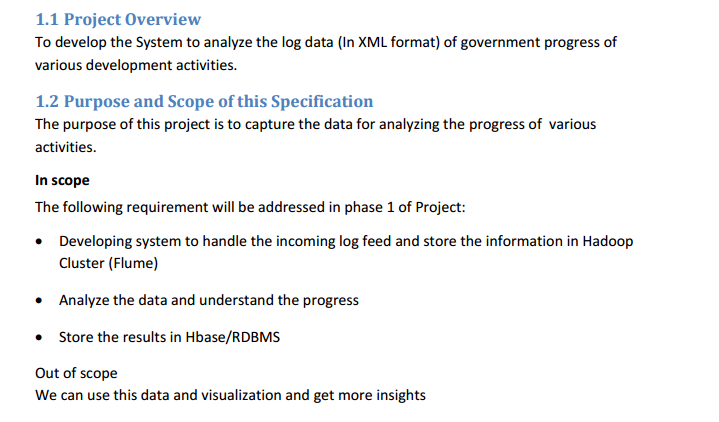 1.1 Project Overview
To develop the System to analyze the log data (In XML format) of government progress of
various development activities.
1.2 Purpose and Scope of this Specification
The purpose of this project is to capture the data for analyzing the progress of various
activities.
In scope
The following requirement will be addressed in phase 1 of Project:
• Developing system to handle the incoming log feed and store the information in Hadoop
Cluster (Flume)
• Analyze the data and understand the progress
• Store the results in Hbase/RDBMS
Out of scope
We can use this data and visualization and get more insights